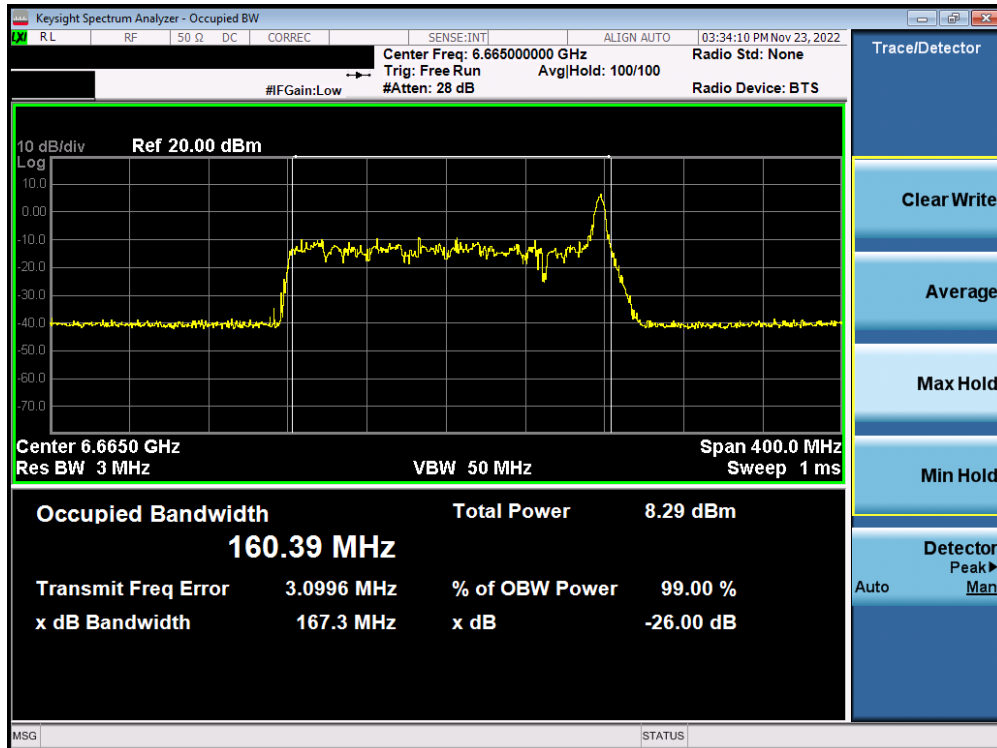 Keysight Spectrum Analyzer - Occupied BW
LXI RL RF 50 Ω DC CORREC SENSE:INT ALIGN AUTO 03:34:10 PM Nov 23, 2022
Center Freq: 6.665000000 GHz Radio Std: None
Trig: Free Run Avg|Hold: 100/100
#IFGain:Low #Atten: 28 dB Radio Device: BTS
10 dB/div Ref 20.00 dBm
Log
10.0
0.00
-10.0
-20.0
-30.0
-40.0
-50.0
-60.0
-70.0
Center 6.6650 GHz Span 400.0 MHz
Res BW 3 MHz VBW 50 MHz Sweep 1 ms
Occupied Bandwidth Total Power 8.29 dBm
160.39 MHz
Transmit Freq Error 3.0996 MHz % of OBW Power 99.00 %
x dB Bandwidth 167.3 MHz x dB -26.00 dB
MSG STATUS
Trace/Detector
Clear Write
Average
Max Hold
Min Hold
Detector
Peak▶
Auto Man